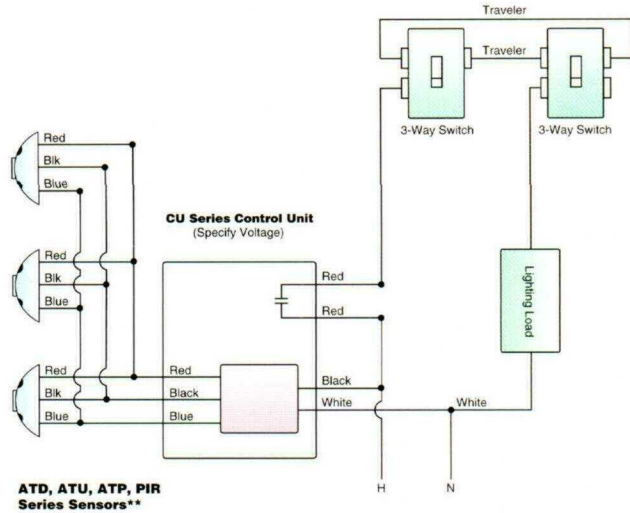 Traveler
Traveler
3-Way Switch
3-Way Switch
Red
Blk
Blue
CU Series Control Unit
(Specify Voltage)
Red
Blk
Blue
Red
Red
Lighting Load
Red
Blk
Blue
Red
Black
Blue
Black
White
White
H
N
ATD, ATU, ATP, PIR
Series Sensors**